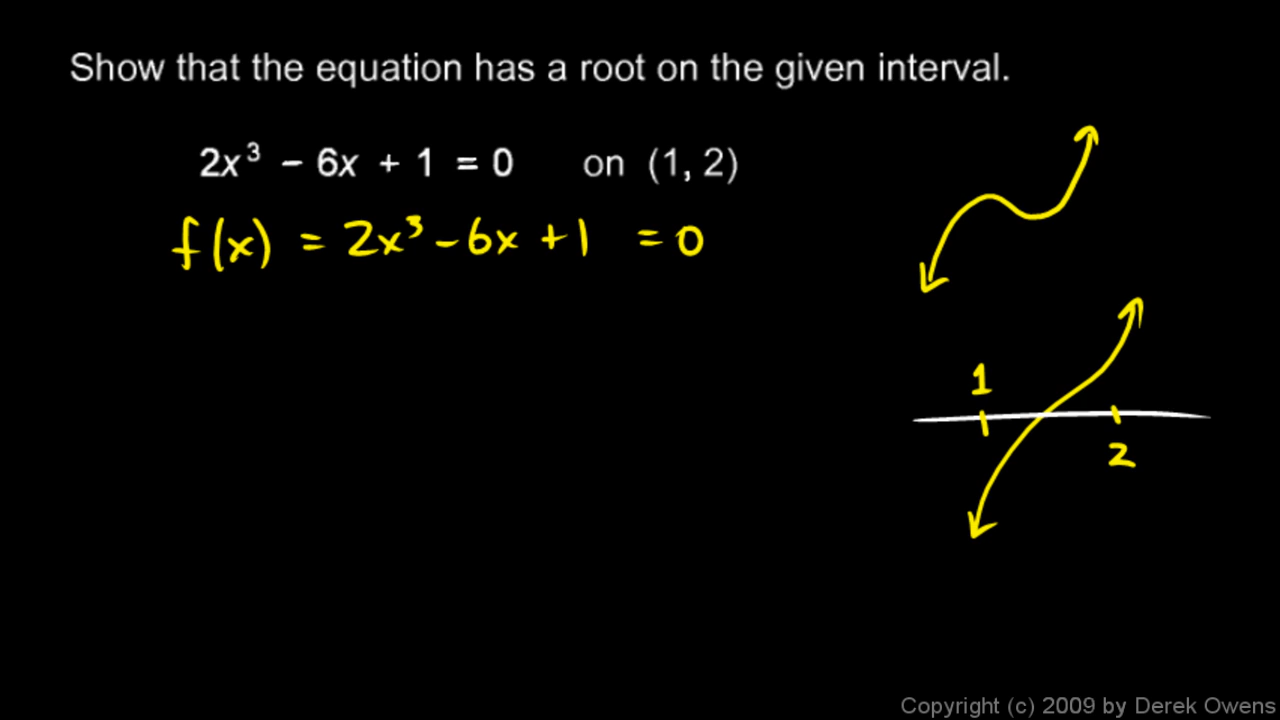 Show that the equation has a root on the given interval.
2x³ − 6x + 1 = 0 on (1, 2)
f(x) = 2x³ − 6x + 1 = 0
1
2
Copyright (c) 2009 by Derek Owens